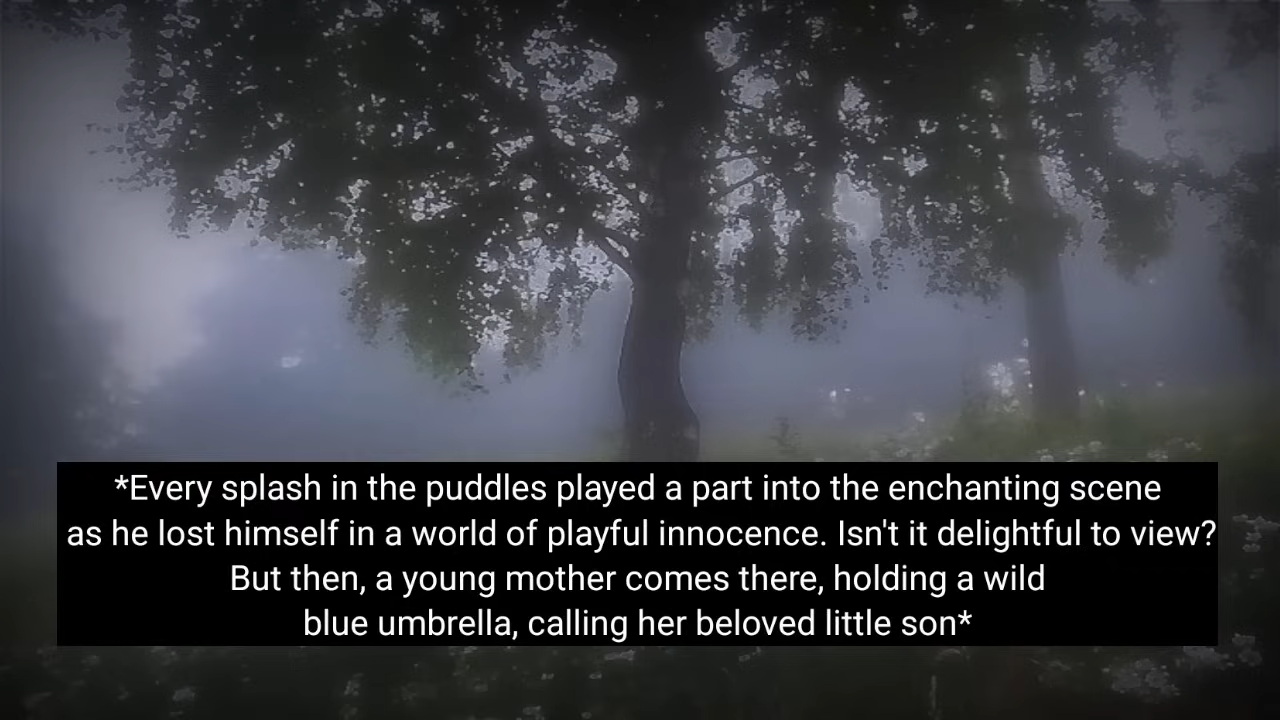 *Every splash in the puddles played a part into the enchanting scene
as he lost himself in a world of playful innocence. Isn't it delightful to view?
But then, a young mother comes there, holding a wild
blue umbrella, calling her beloved little son*